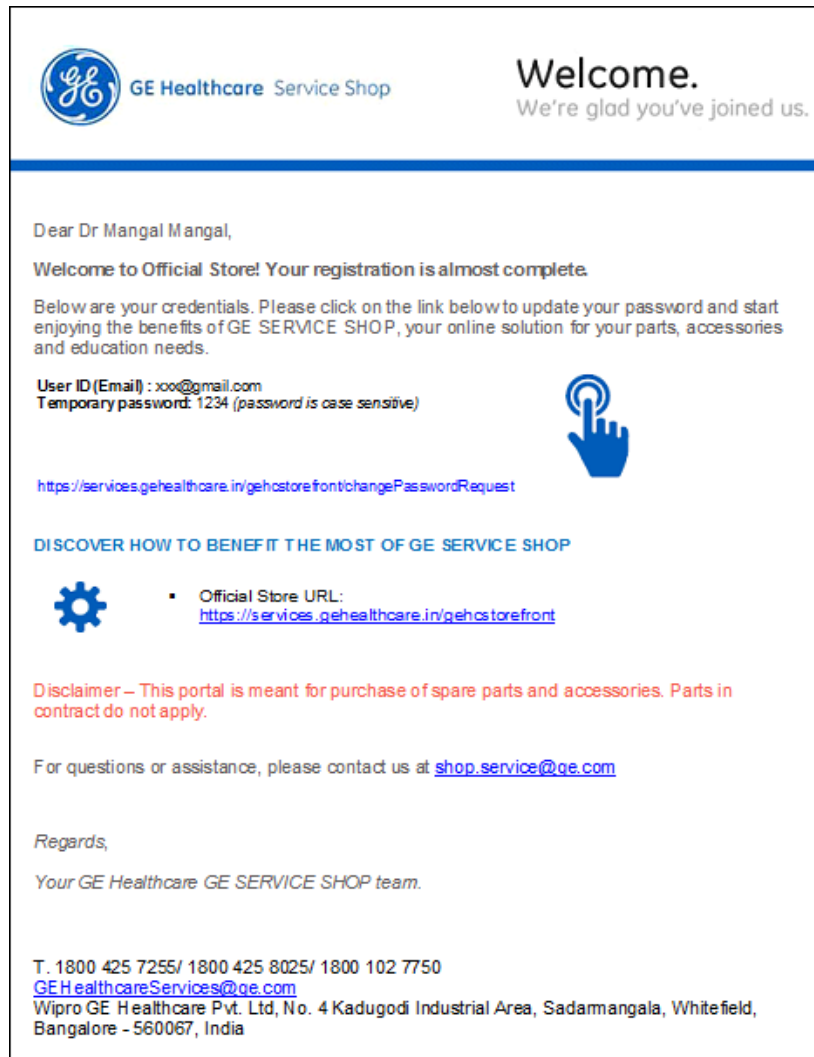 GE Healthcare Service Shop
Welcome.
We're glad you've joined us.
Dear Dr Mangal Mangal,
Welcome to Official Store! Your registration is almost complete.
Below are your credentials. Please click on the link below to update your password and start
enjoying the benefits of GE SERVICE SHOP, your online solution for your parts, accessories
and education needs.
User ID (Email) : xxx@gmail.com
Temporary password: 1234 (password is case sensitive)
https://services.gehealthcare.in/gehcstorefront/changePasswordRequest
DISCOVER HOW TO BENEFIT THE MOST OF GE SERVICE SHOP
▪ Official Store URL:
https://services.gehealthcare.in/gehcstorefront
Disclaimer – This portal is meant for purchase of spare parts and accessories. Parts in
contract do not apply.
For questions or assistance, please contact us at shop.service@ge.com
Regards,
Your GE Healthcare GE SERVICE SHOP team.
T. 1800 425 7255/ 1800 425 8025/ 1800 102 7750
GEHealthcareServices@ge.com
Wipro GE Healthcare Pvt. Ltd, No. 4 Kadugodi Industrial Area, Sadarmangala, Whitefield,
Bangalore - 560067, India